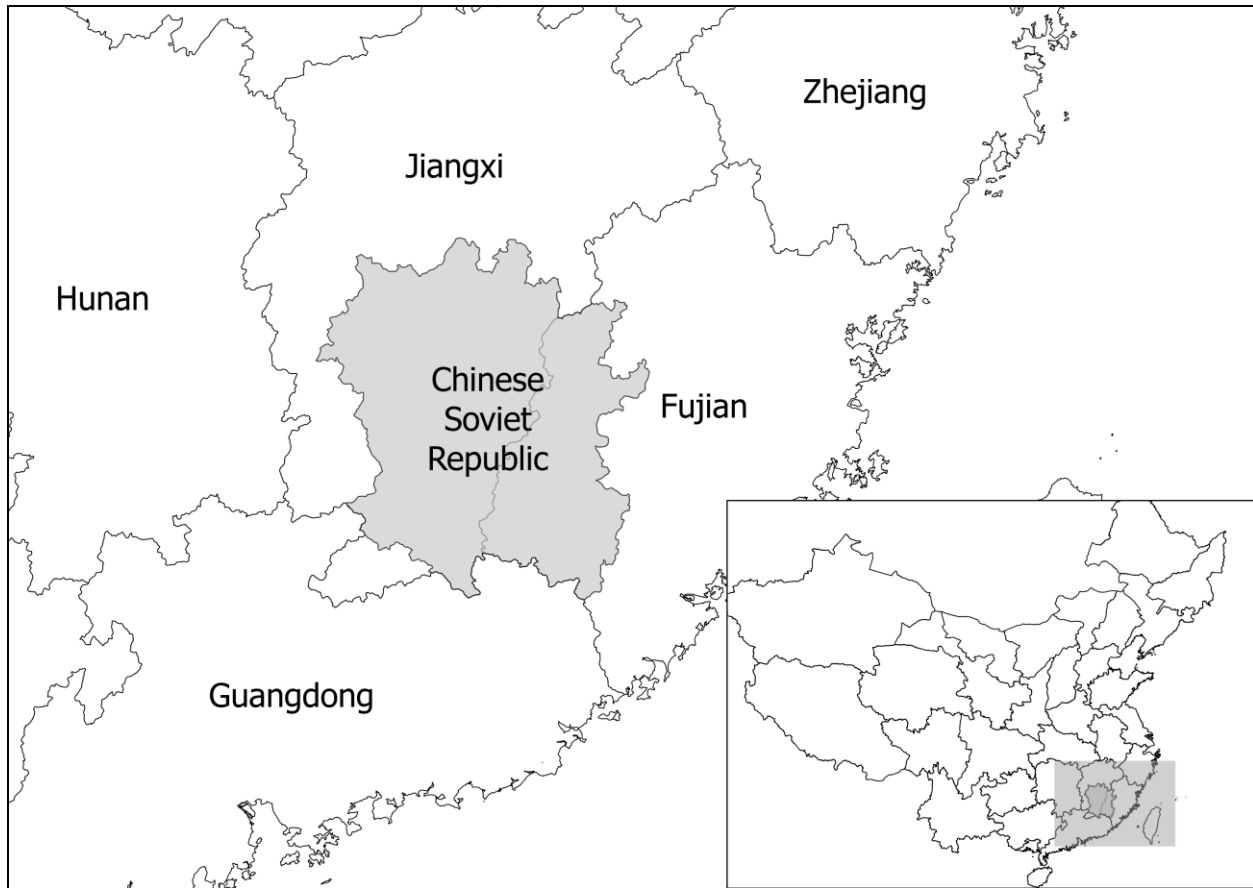 Zhejiang
Jiangxi
Hunan
Chinese
Soviet
Republic
Fujian
Guangdong